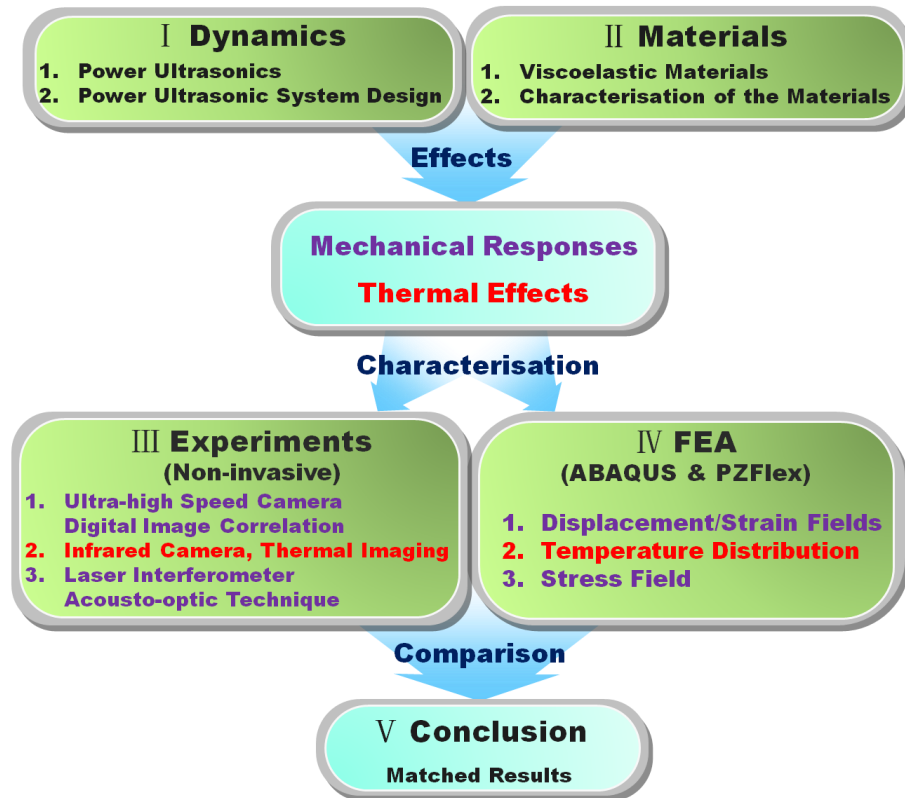 Ⅰ Dynamics
1. Power Ultrasonics
2. Power Ultrasonic System Design
Ⅱ Materials
1. Viscoelastic Materials
2. Characterisation of the Materials
Effects
Mechanical Responses
Thermal Effects
Characterisation
Ⅲ Experiments
(Non-invasive)
1. Ultra-high Speed Camera
Digital Image Correlation
2. Infrared Camera, Thermal Imaging
3. Laser Interferometer
Acousto-optic Technique
Ⅳ FEA
(ABAQUS & PZFlex)
1. Displacement/Strain Fields
2. Temperature Distribution
3. Stress Field
Comparison
Ⅴ Conclusion
Matched Results